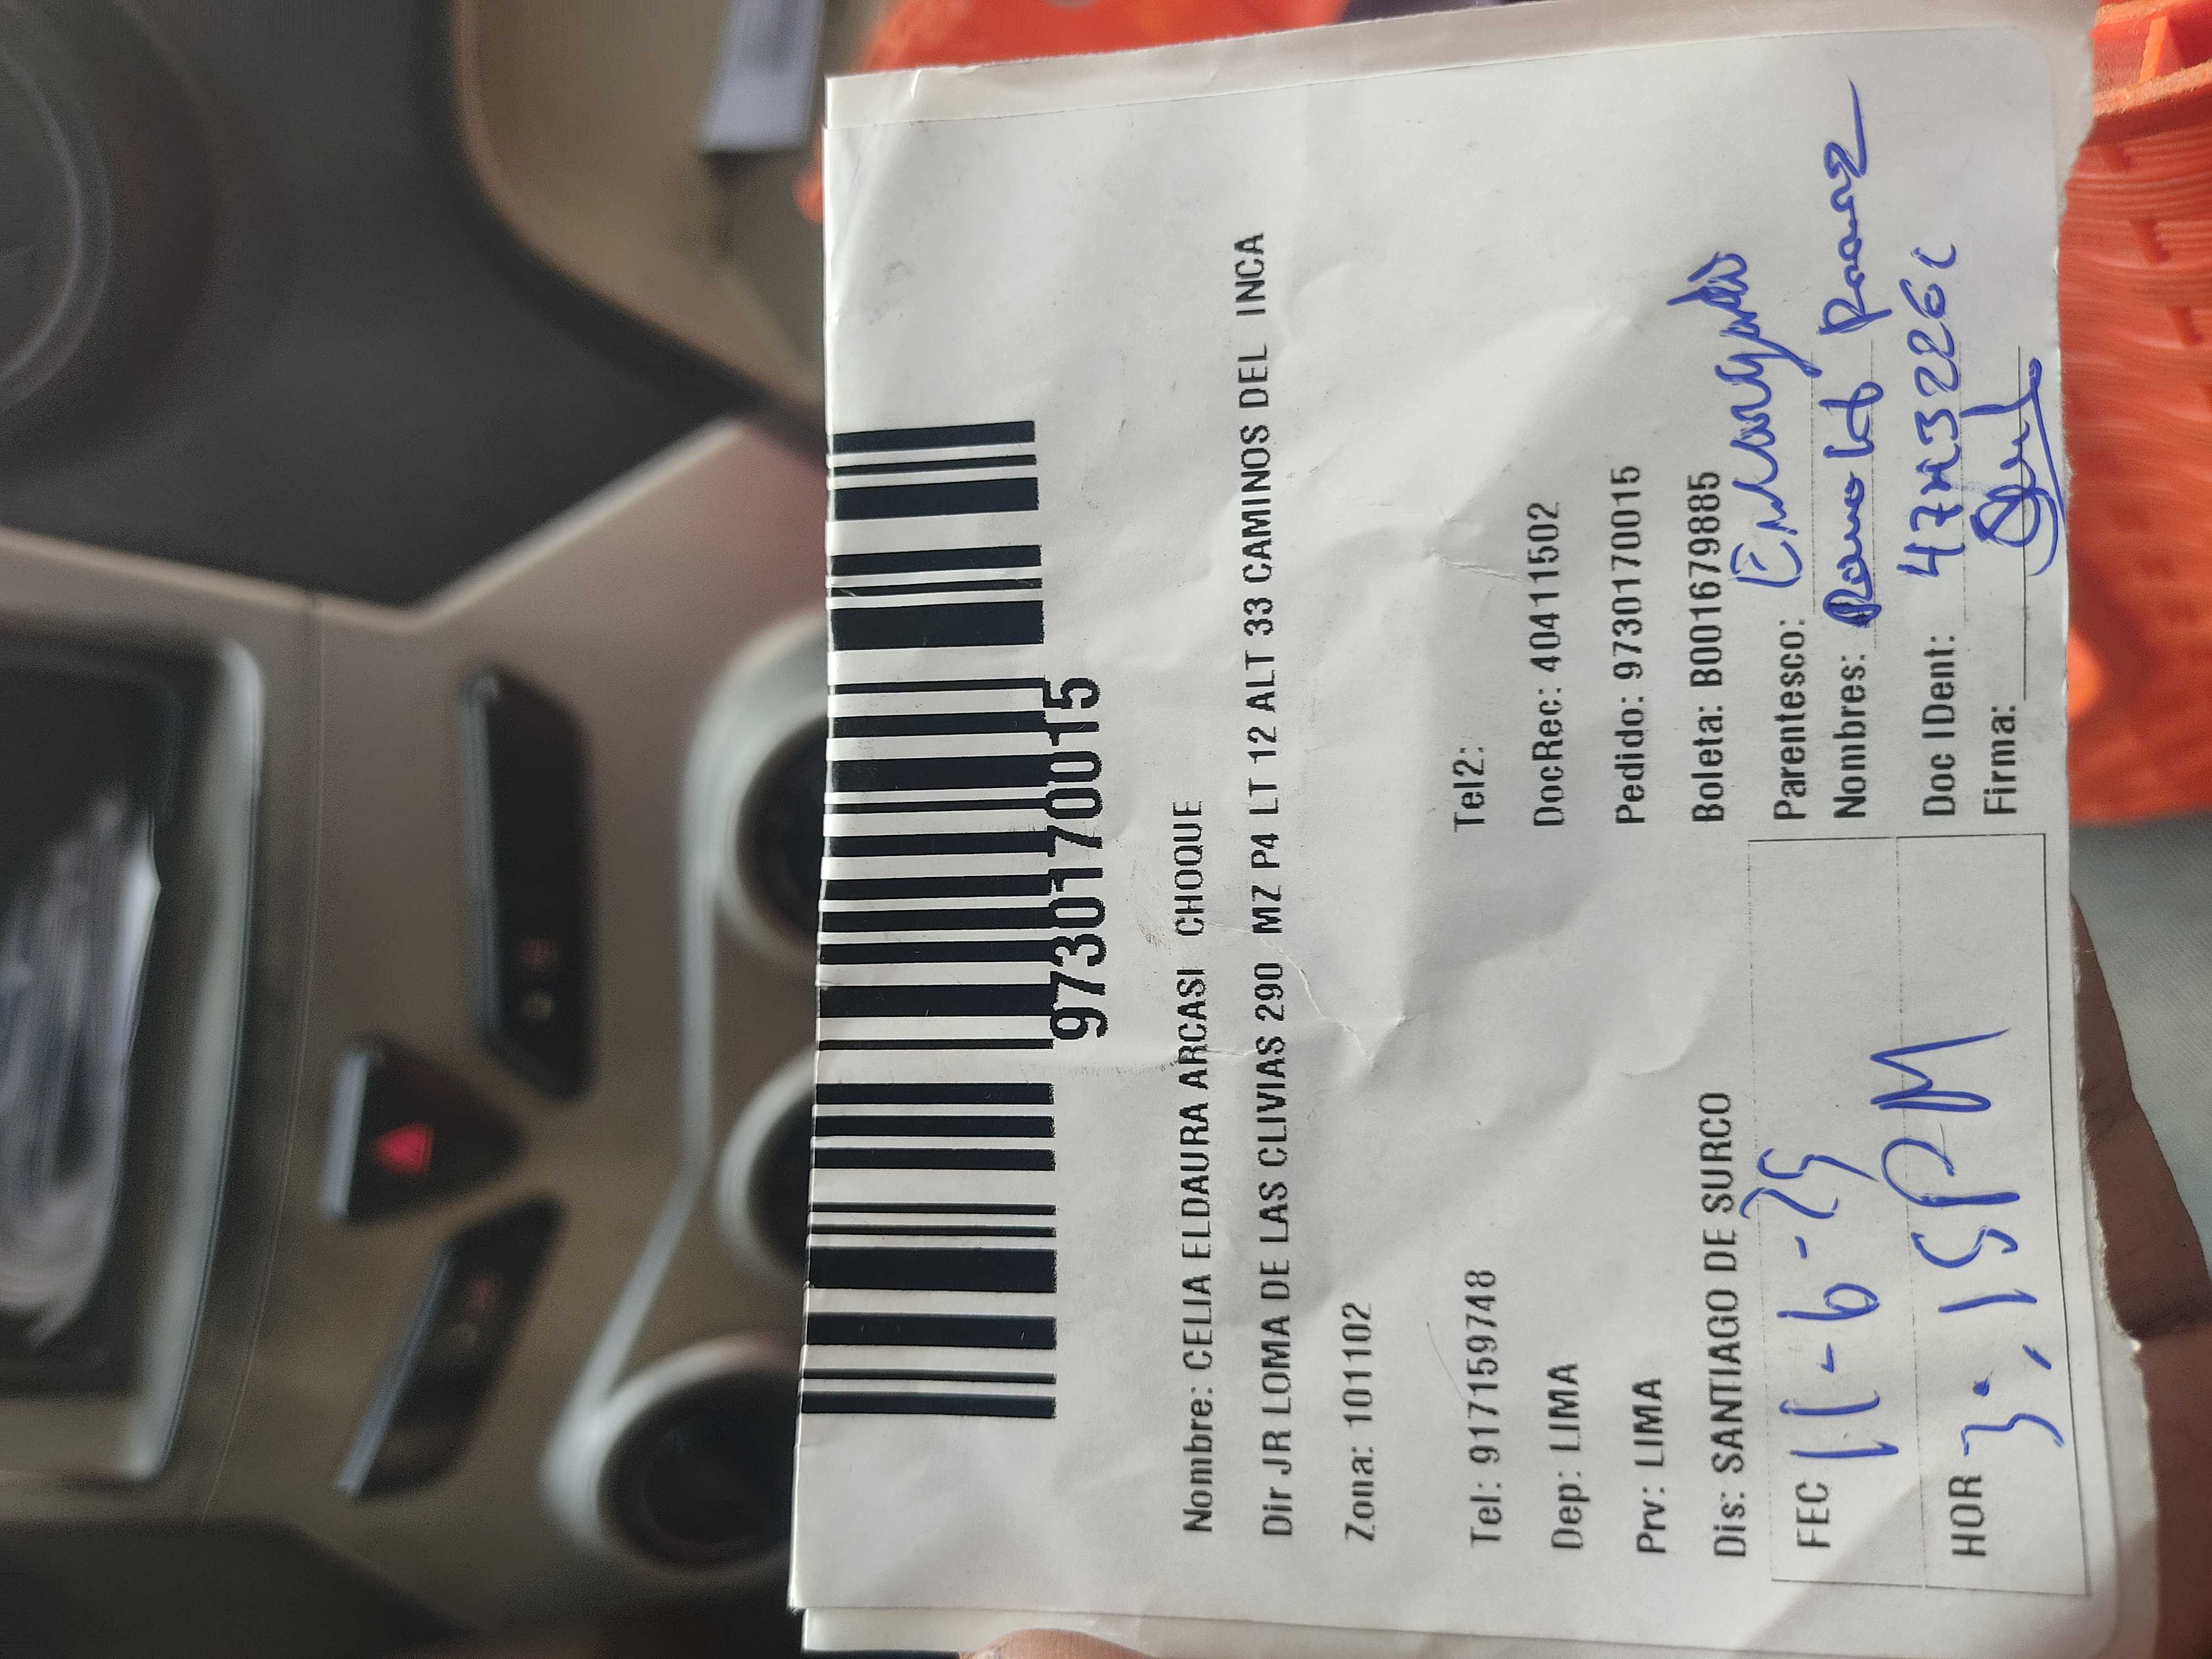 9730170015
Nombre: CELIA ELDAURA ARCASI CHOQUE
Dir JR LOMA DE LAS CLIVIAS 290 MZ P4 LT 12 ALT 33 CAMINOS DEL INCA
Zona: 101102
Tel: 917159748 Tel2:
Dep: LIMA DocRec: 40411502
Prv: LIMA Pedido: 9730170015
Dis: SANTIAGO DE SURCO Boleta: B001679885
FEC 11-6-25
HOR 3:15PM
Parentesco: Encargado
Nombres: Ronald
Doc IDent:
Firma: